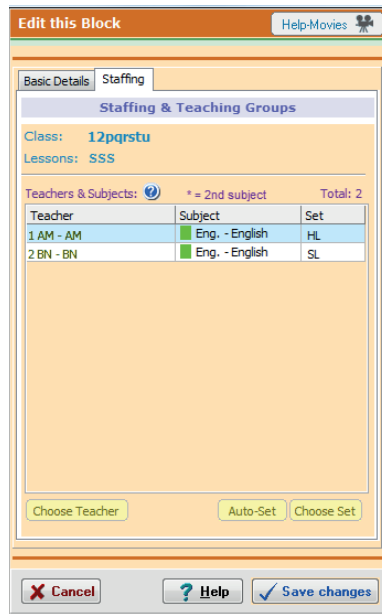 Edit this Block
Help-Movies
Basic Details Staffing
Staffing & Teaching Groups
Class: 12pqrstu
Lessons: SSS
Teachers & Subjects: ? * = 2nd subject Total: 2
Teacher Subject Set
1 AM - AM Eng. - English HL
2 BN - BN Eng. - English SL
Choose Teacher Auto-Set Choose Set
Cancel ? Help Save changes